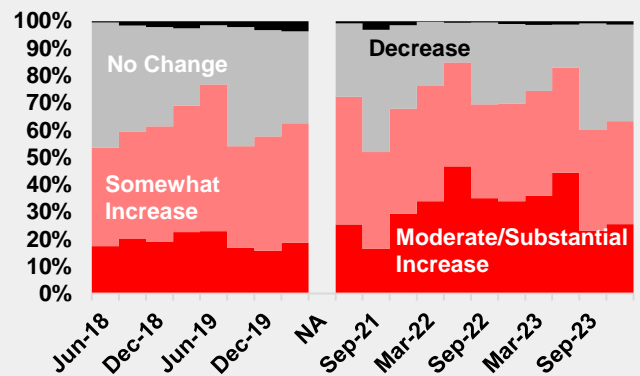 100%
90%
80%
70%
60%
50%
40%
30%
20%
10%
0%
No Change
Decrease
Somewhat
Increase
Moderate/Substantial
Increase
Jun-18
Dec-18
Jun-19
Dec-19
NA
Sep-21
Mar-22
Sep-22
Mar-23
Sep-23